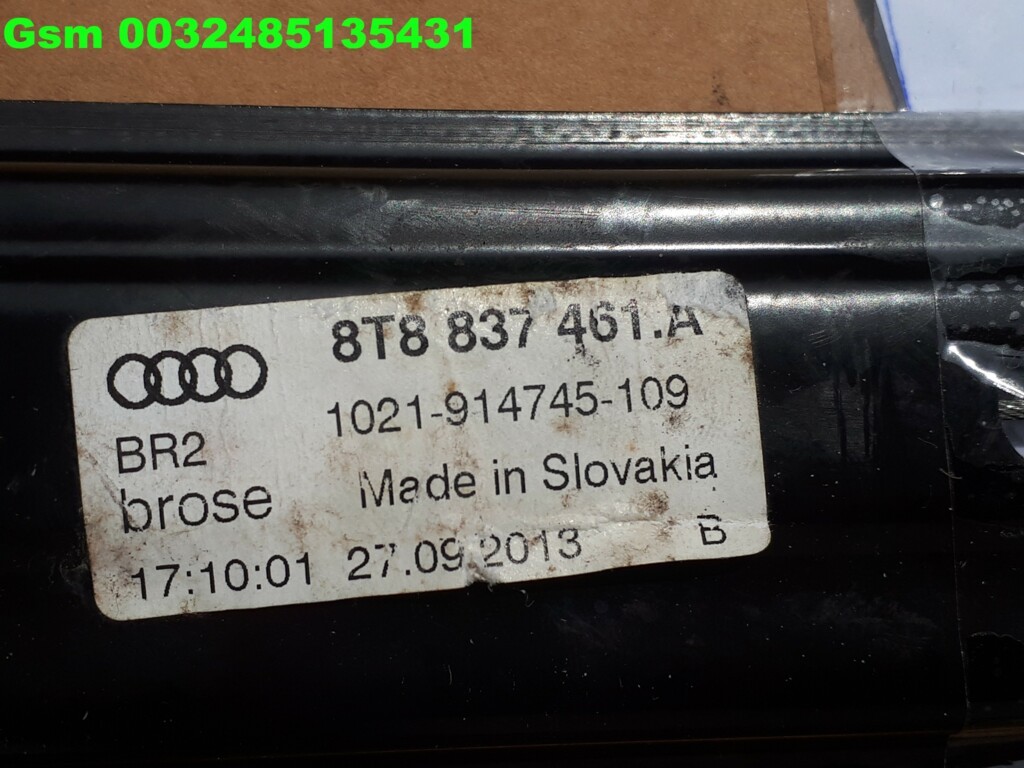 Gsm 0032485135431
8T8 837 461.A
1021-914745-109
BR2
Made in Slovakia
brose
17:10:01 27.09.2013 B